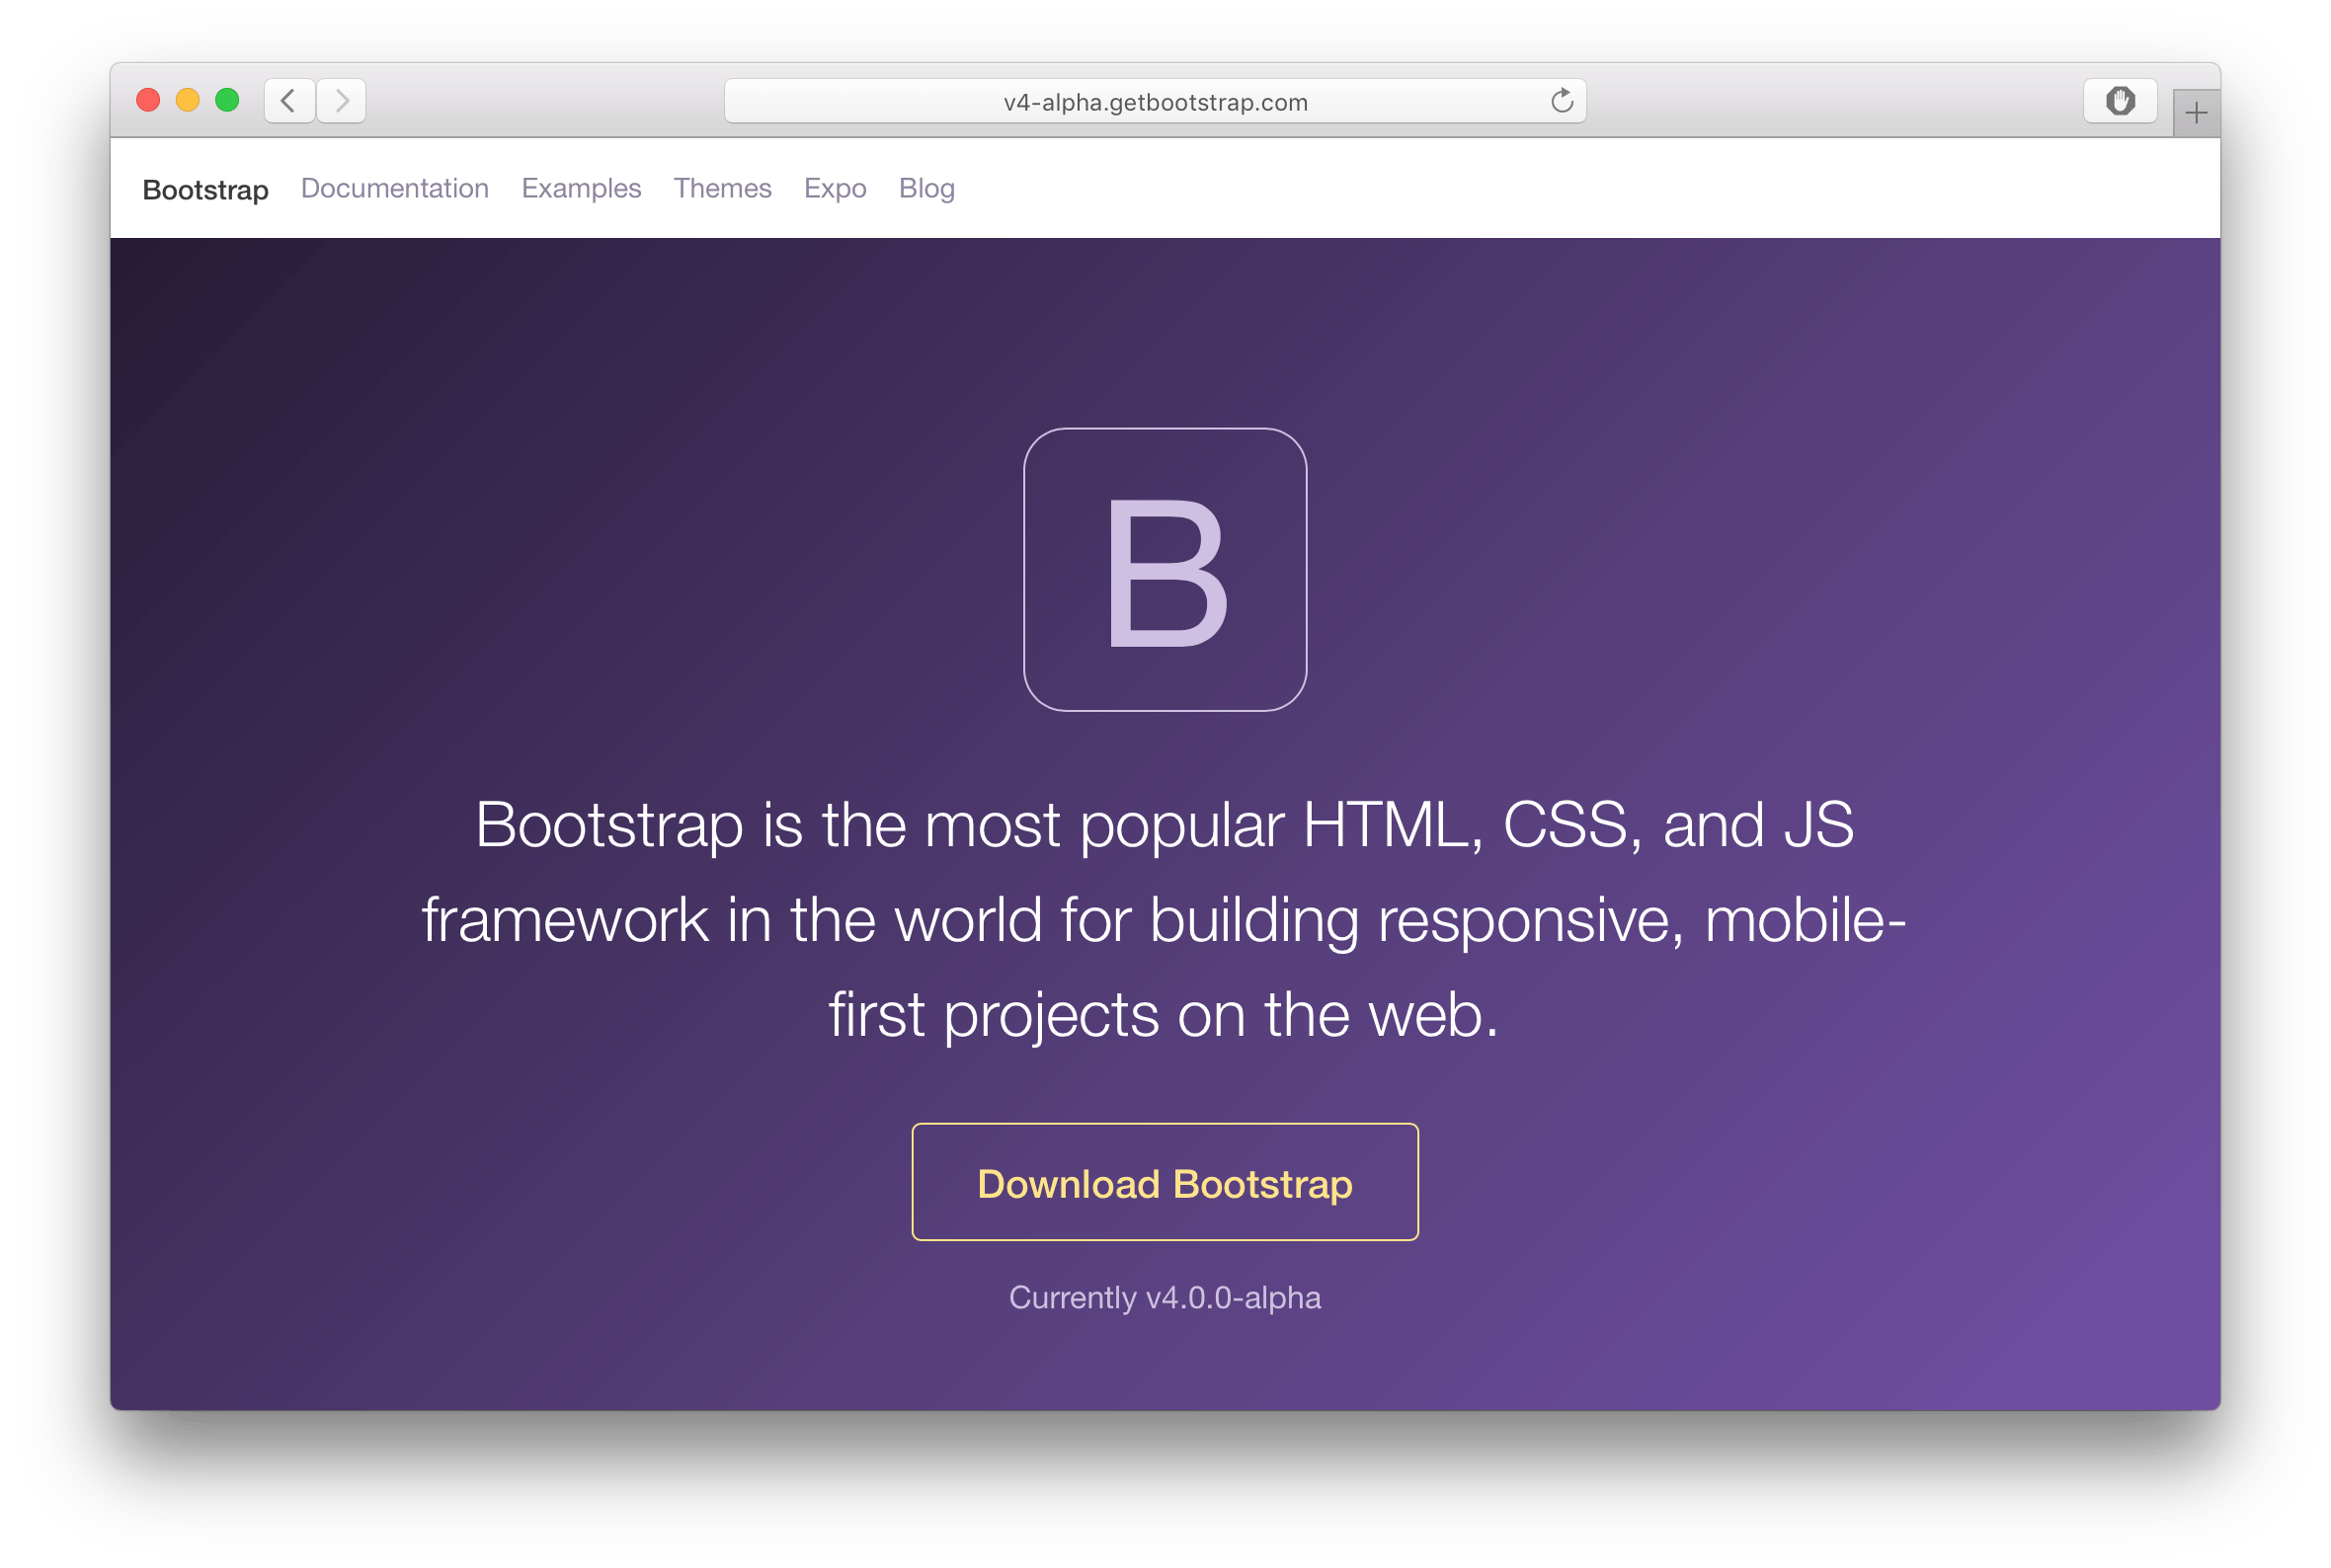 v4-alpha.getbootstrap.com
Bootstrap Documentation Examples Themes Expo Blog
B
Bootstrap is the most popular HTML, CSS, and JS
framework in the world for building responsive, mobile-
first projects on the web.
Download Bootstrap
Currently v4.0.0-alpha